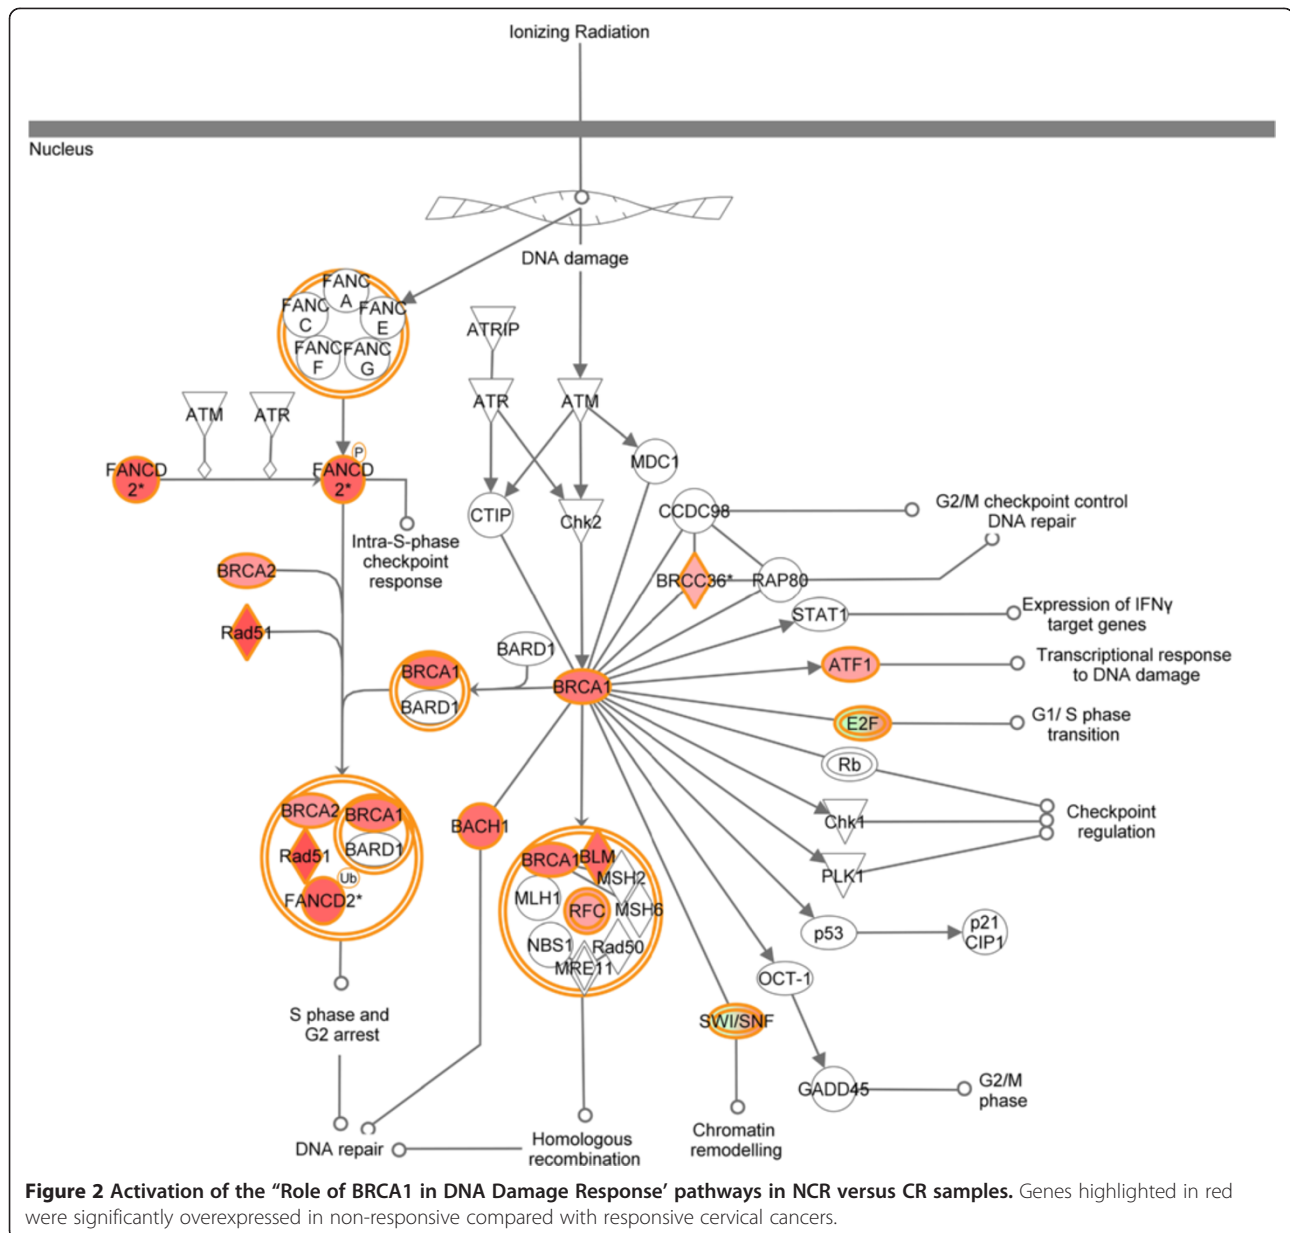 Ionizing Radiation
Nucleus
DNA damage
FANC
A
FANC
C
FANC
E
FANC
F
FANC
G
ATRIP
ATR
ATM
ATM
ATR
P
FANCD
2*
FANCD
2*
MDC1
CTIP
Chk2
CCDC98
G2/M checkpoint control
DNA repair
Intra-S-phase
checkpoint
response
BRCA2
BRCC36*
RAP80
STAT1
Expression of IFNγ
target genes
Rad51
BARD1
BRCA1
BARD1
BRCA1
ATF1
Transcriptional response
to DNA damage
E2F
G1/ S phase
transition
Rb
Chk1
Checkpoint
regulation
PLK1
BRCA2
BRCA1
BARD1
Rad51
Ub
FANCD2*
BACH1
BRCA1
BLM
MSH2
MLH1
RFC
MSH6
NBS1
Rad50
MRE11
p53
p21
CIP1
OCT-1
SWI/SNF
S phase and
G2 arrest
GADD45
G2/M
phase
DNA repair
Homologous
recombination
Chromatin
remodelling
Figure 2 Activation of the “Role of BRCA1 in DNA Damage Response’ pathways in NCR versus CR samples. Genes highlighted in red
were significantly overexpressed in non-responsive compared with responsive cervical cancers.